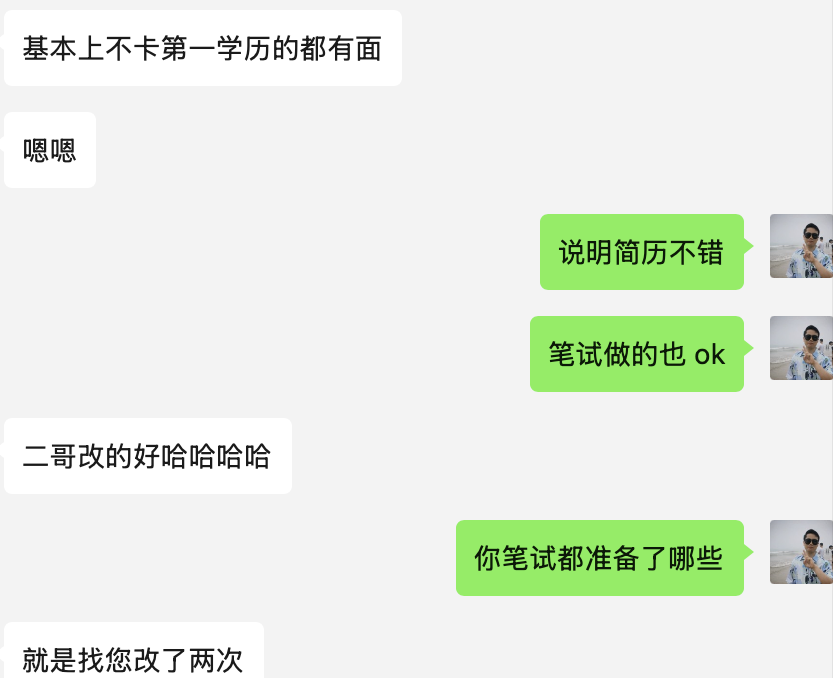 基本上不卡第一学历的都有面
嗯嗯
说明简历不错
笔试做的也 ok
二哥改的好哈哈哈哈
你笔试都准备了哪些
就是找您改了两次